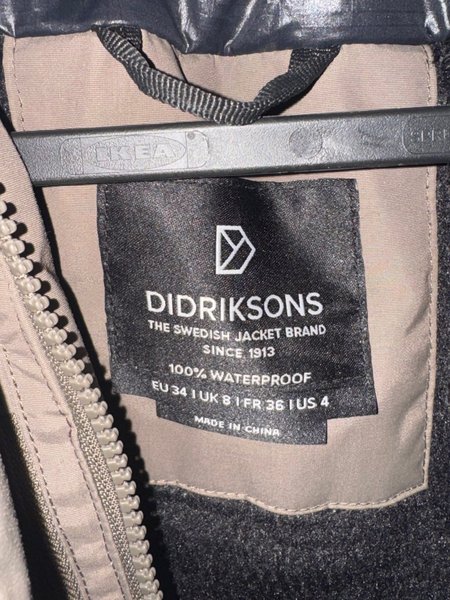 IKEA
DIDRIKSONS
THE SWEDISH JACKET BRAND
SINCE 1913
100% WATERPROOF
EU 34 I UK 8 I FR 36 I US 4
MADE IN CHINA